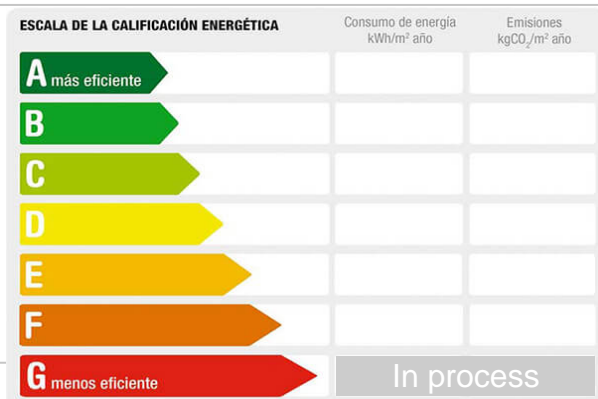 ESCALA DE LA CALIFICACIÓN ENERGÉTICA
Consumo de energía
kWh/m² año
Emisiones
kgCO₂/m² año
A más eficiente
B
C
D
E
F
G menos eficiente
In process